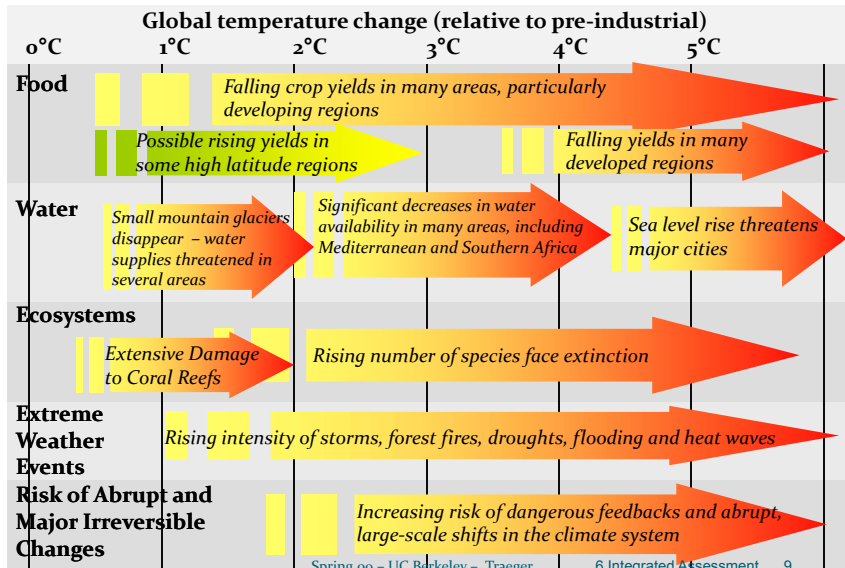 Global temperature change (relative to pre-industrial)
0°C 1°C 2°C 3°C 4°C 5°C
Food
Falling crop yields in many areas, particularly
developing regions
Possible rising yields in
some high latitude regions
Falling yields in many
developed regions
Water
Small mountain glaciers
disappear – water
supplies threatened in
several areas
Significant decreases in water
availability in many areas, including
Mediterranean and Southern Africa
Sea level rise threatens
major cities
Ecosystems
Extensive Damage
to Coral Reefs
Rising number of species face extinction
Extreme
Weather
Events
Rising intensity of storms, forest fires, droughts, flooding and heat waves
Risk of Abrupt and
Major Irreversible
Changes
Increasing risk of dangerous feedbacks and abrupt,
large-scale shifts in the climate system
Spring 09 – UC Berkeley – Traeger 6 Integrated Assessment 9